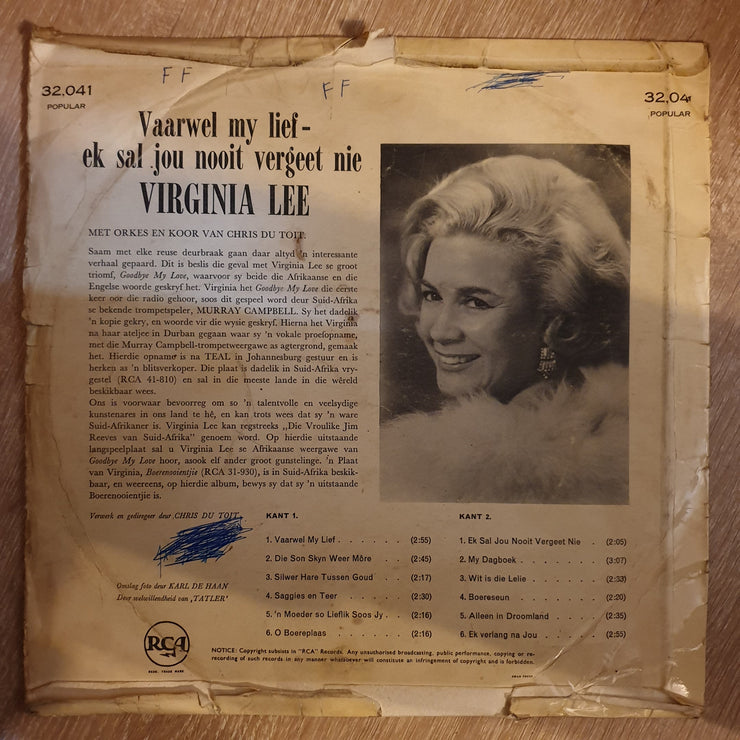 FF
FF
32,041
POPULAR
32,04
POPULAR
Vaarwel my lief-
ek sal jou nooit vergeet nie
VIRGINIA LEE
MET ORKES EN KOOR VAN CHRIS DU TOIT.
Saam met elke reuse deurbraak gaan daar altyd 'n interessante
verhaal gepaard. Dit is beslis die geval met Virginia Lee se groot
triomf, Goodbye My Love, waarvoor sy beide die Afrikaanse en die
Engelse woorde geskryf het. Virginia het Goodbye My Love die eerste
keer oor die radio gehoor, soos dit gespeel word deur Suid-Afrika
se bekende trompetspeler, MURRAY CAMPBELL. Sy het dadelik
'n kopie gekry, en woorde vir die wysie geskryf. Hierna het Virginia
na haar ateljee in Durban gegaan waar sy 'n vokale proefopname,
met die Murray Campbell-trompetweergawe as agtergrond, gemaak
het. Hierdie opname is na TEAL in Johannesburg gestuur en is
herken as 'n blitsverkoper. Die plaat is dadelik in Suid-Afrika vry-
gestel (RCA 41-810) en sal in die meeste lande in die wêreld
beskikbaar wees.
Ons is voorwaar bevoorreg om so 'n talentvolle en veelsydige
kunstenares in ons land te hê, en kan trots wees dat sy 'n ware
Suid-Afrikaner is. Virginia Lee kan regstreeks „Die Vroulike Jim
Reeves van Suid-Afrika” genoem word. Op hierdie uitstaande
langspeelplaat sal u Virginia Lee se Afrikaanse weergawe van
Goodbye My Love hoor, asook elf ander groot gunstelinge. 'n Plaat
van Virginia, Boerenooientjie (RCA 31-930), is in Suid-Afrika beskik-
baar, en weereens, op hierdie album, bewys sy dat sy 'n uitstaande
Boerenooientjie is.
Verwerk en gedirigeer deur CHRIS DU TOIT.
Omslag foto deur KARL DE HAAN
Deur welwillendheid van 'TATLER'
KANT 1.
1. Vaarwel My Lief . . . . . . (2:55)
2. Die Son Skyn Weer Môre . . (2:45)
3. Silwer Hare Tussen Goud . . (2:17)
4. Saggies en Teer . . . . . (2:30)
5. 'n Moeder so Lieflik Soos Jy . . (2:16)
6. O Boereplaas . . . . . . (2:16)
KANT 2.
1. Ek Sal Jou Nooit Vergeet Nie . (2:05)
2. My Dagboek . . . . . . (3:07)
3. Wit is die Lelie . . . . . (2:33)
4. Boereseun . . . . . . . (2:20)
5. Alleen in Droomland . . . . (2:35)
6. Ek verlang na Jou . . . . . (2:55)
RCA
NOTICE: Copyright subsists in "RCA" Records. Any unauthorised broadcasting, public performance, copying or re-
recording of such records in any manner whatsoever will constitute an infringement of copyright and is forbidden.